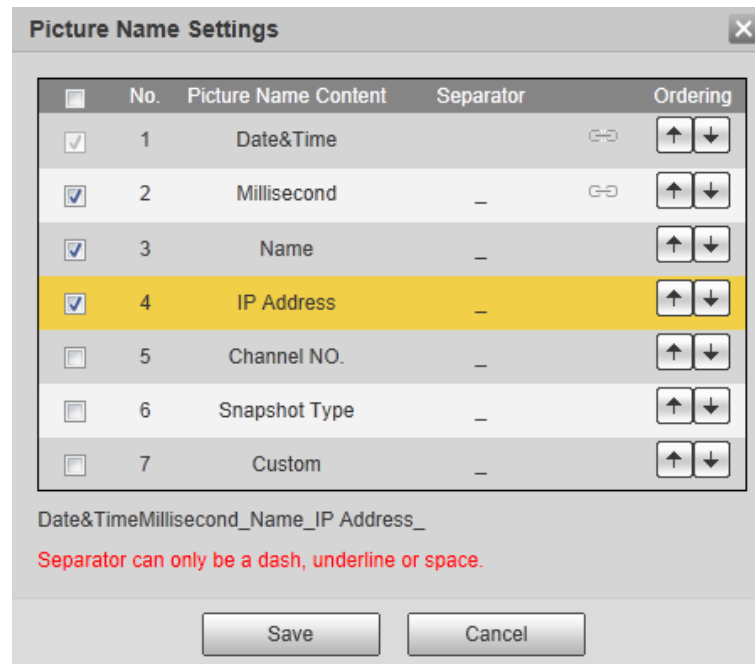 Picture Name Settings
No. Picture Name Content Separator Ordering
1 Date&Time
2 Millisecond _
3 Name _
4 IP Address _
5 Channel NO. _
6 Snapshot Type _
7 Custom _
Date&TimeMillisecond_Name_IP Address_
Separator can only be a dash, underline or space.
Save Cancel